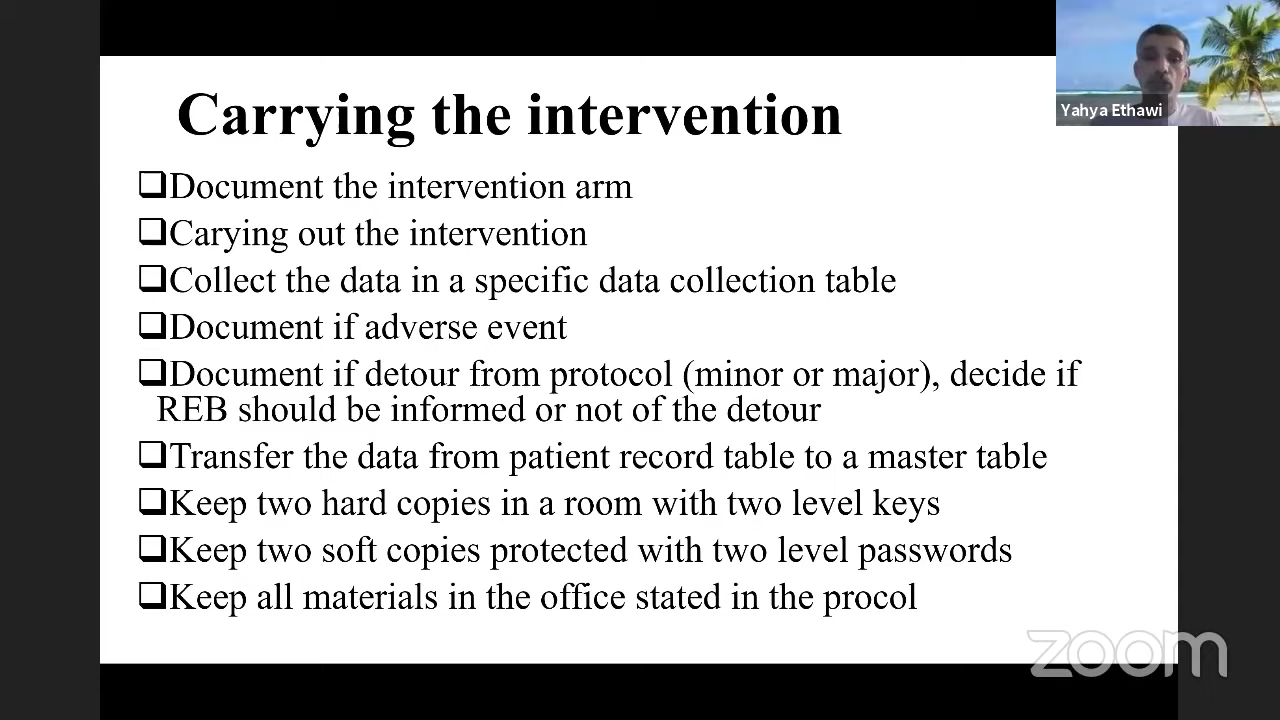 Carrying the intervention
Yahya Ethawi
❑Document the intervention arm
❑Carying out the intervention
❑Collect the data in a specific data collection table
❑Document if adverse event
❑Document if detour from protocol (minor or major), decide if
REB should be informed or not of the detour
❑Transfer the data from patient record table to a master table
❑Keep two hard copies in a room with two level keys
❑Keep two soft copies protected with two level passwords
❑Keep all materials in the office stated in the procol
zoom